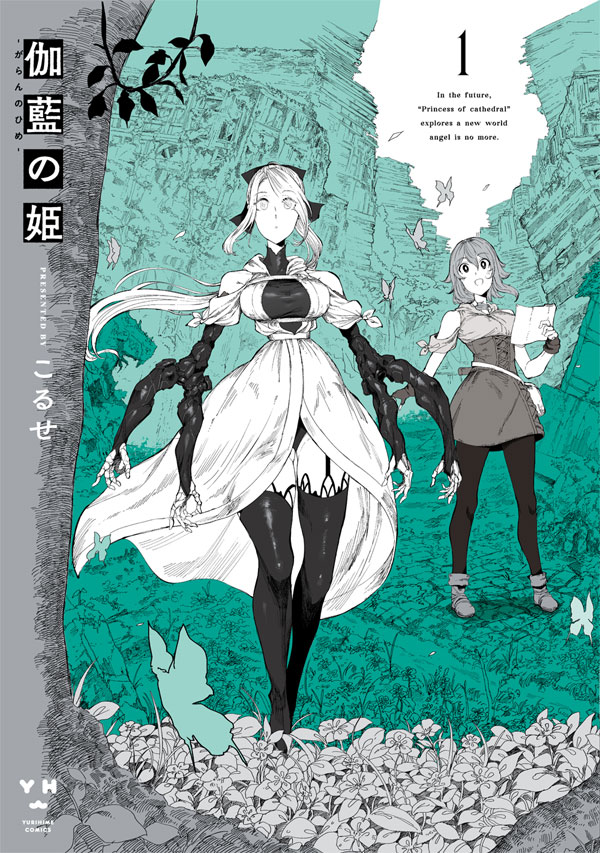 伽藍の姫
-がらんのひめ-
PRESENTED BY こるせ
1
In the future,
"Princess of cathedral"
explores a new world
angel is no more.
YH
YURIHIME
COMICS